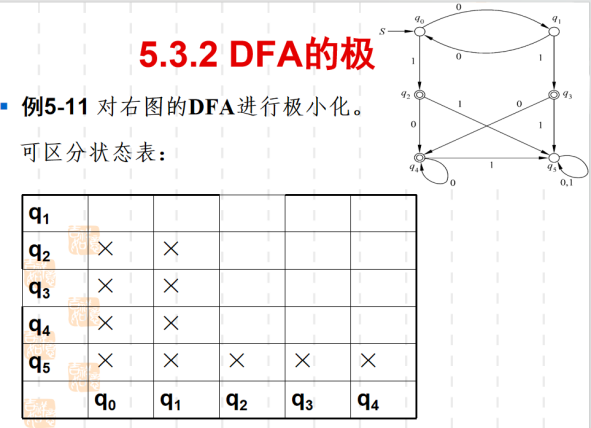 5.3.2 DFA的极
例5-11 对右图的DFA进行极小化。
可区分状态表：
S q₀ 0 q₁
0
1 1
q₂ 1 0 q₃
0 1
q₄ 1 q₅
0 0,1
q₁
q₂ × ×
q₃ × ×
q₄ × ×
q₅ × × × × ×
q₀ q₁ q₂ q₃ q₄